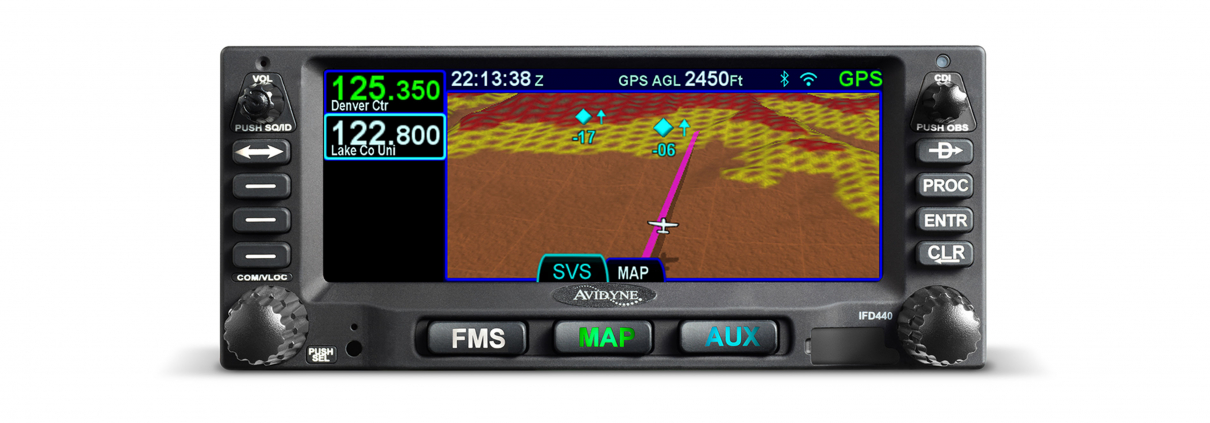 VOL
PUSH SQ/ID
125.350
Denver Ctr
122.800
Lake Co Uni
22:13:38 Z
GPS AGL 2450Ft
GPS
CDI
PUSH OBS
-17
-06
D
PROC
ENTR
CLR
COM/VLOC
SVS
MAP
AVIDYNE
IFD440
PUSH
SEL
FMS
MAP
AUX